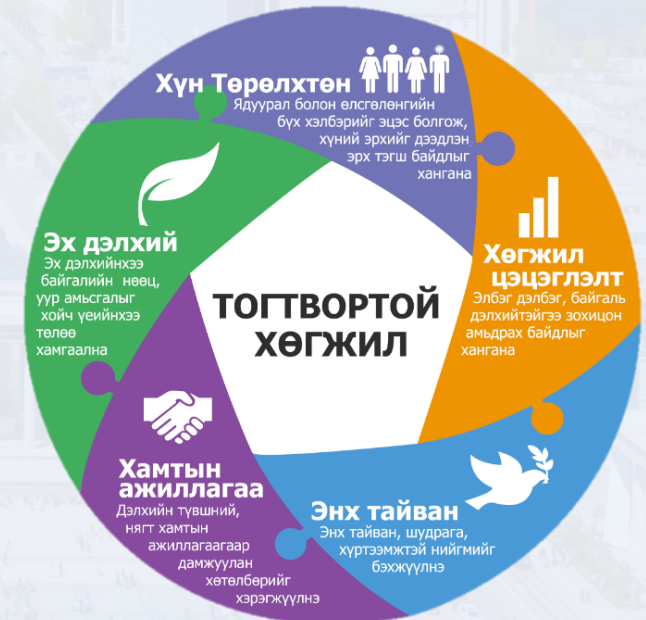 Хүн Төрөлхтөн
Ядуурал болон өлсгөлөнгийн
бүх хэлбэрийг эцэс болгож,
хүний эрхийг дээдлэн
эрх тэгш байдлыг
хангана
Хөгжил
цэцэглэлт
Элбэг дэлбэг, байгаль
дэлхийтэйгээ зохицон
амьдрах байдлыг
хангана
Энх тайван
Энх тайван, шудрага,
хүртээмжтэй нийгмийг
бэхжүүлнэ
Хамтын
ажиллагаа
Дэлхийн түвшний,
нягт хамтын
ажиллагаагаар
дамжуулан
хөтөлбөрийг
хэрэгжүүлнэ
Эх дэлхий
Эх дэлхийнхээ
байгалийн нөөц,
уур амьсгалыг
хойч үеийнхээ
төлөө
хамгаална
ТОГТВОРТОЙ
ХӨГЖИЛ